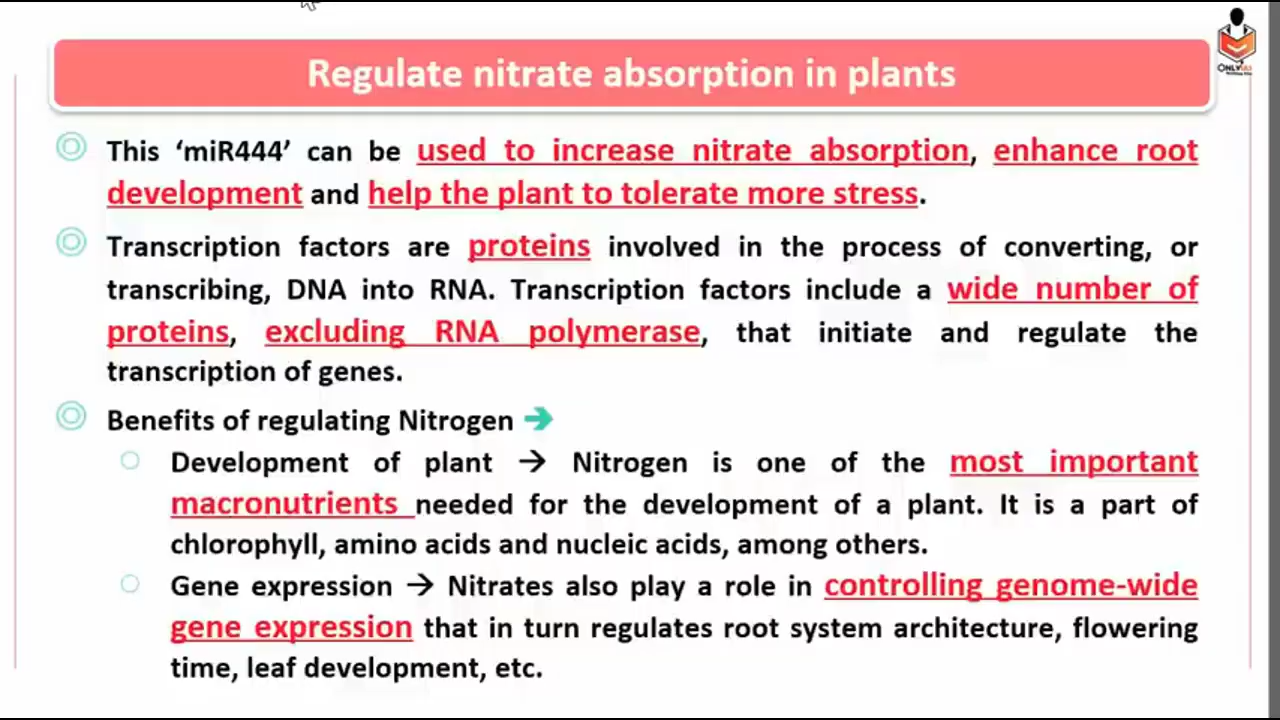 Regulate nitrate absorption in plants
This ‘miR444’ can be used to increase nitrate absorption, enhance root
development and help the plant to tolerate more stress.
Transcription factors are proteins involved in the process of converting, or
transcribing, DNA into RNA. Transcription factors include a wide number of
proteins, excluding RNA polymerase, that initiate and regulate the
transcription of genes.
Benefits of regulating Nitrogen →
Development of plant → Nitrogen is one of the most important
macronutrients needed for the development of a plant. It is a part of
chlorophyll, amino acids and nucleic acids, among others.
Gene expression → Nitrates also play a role in controlling genome-wide
gene expression that in turn regulates root system architecture, flowering
time, leaf development, etc.